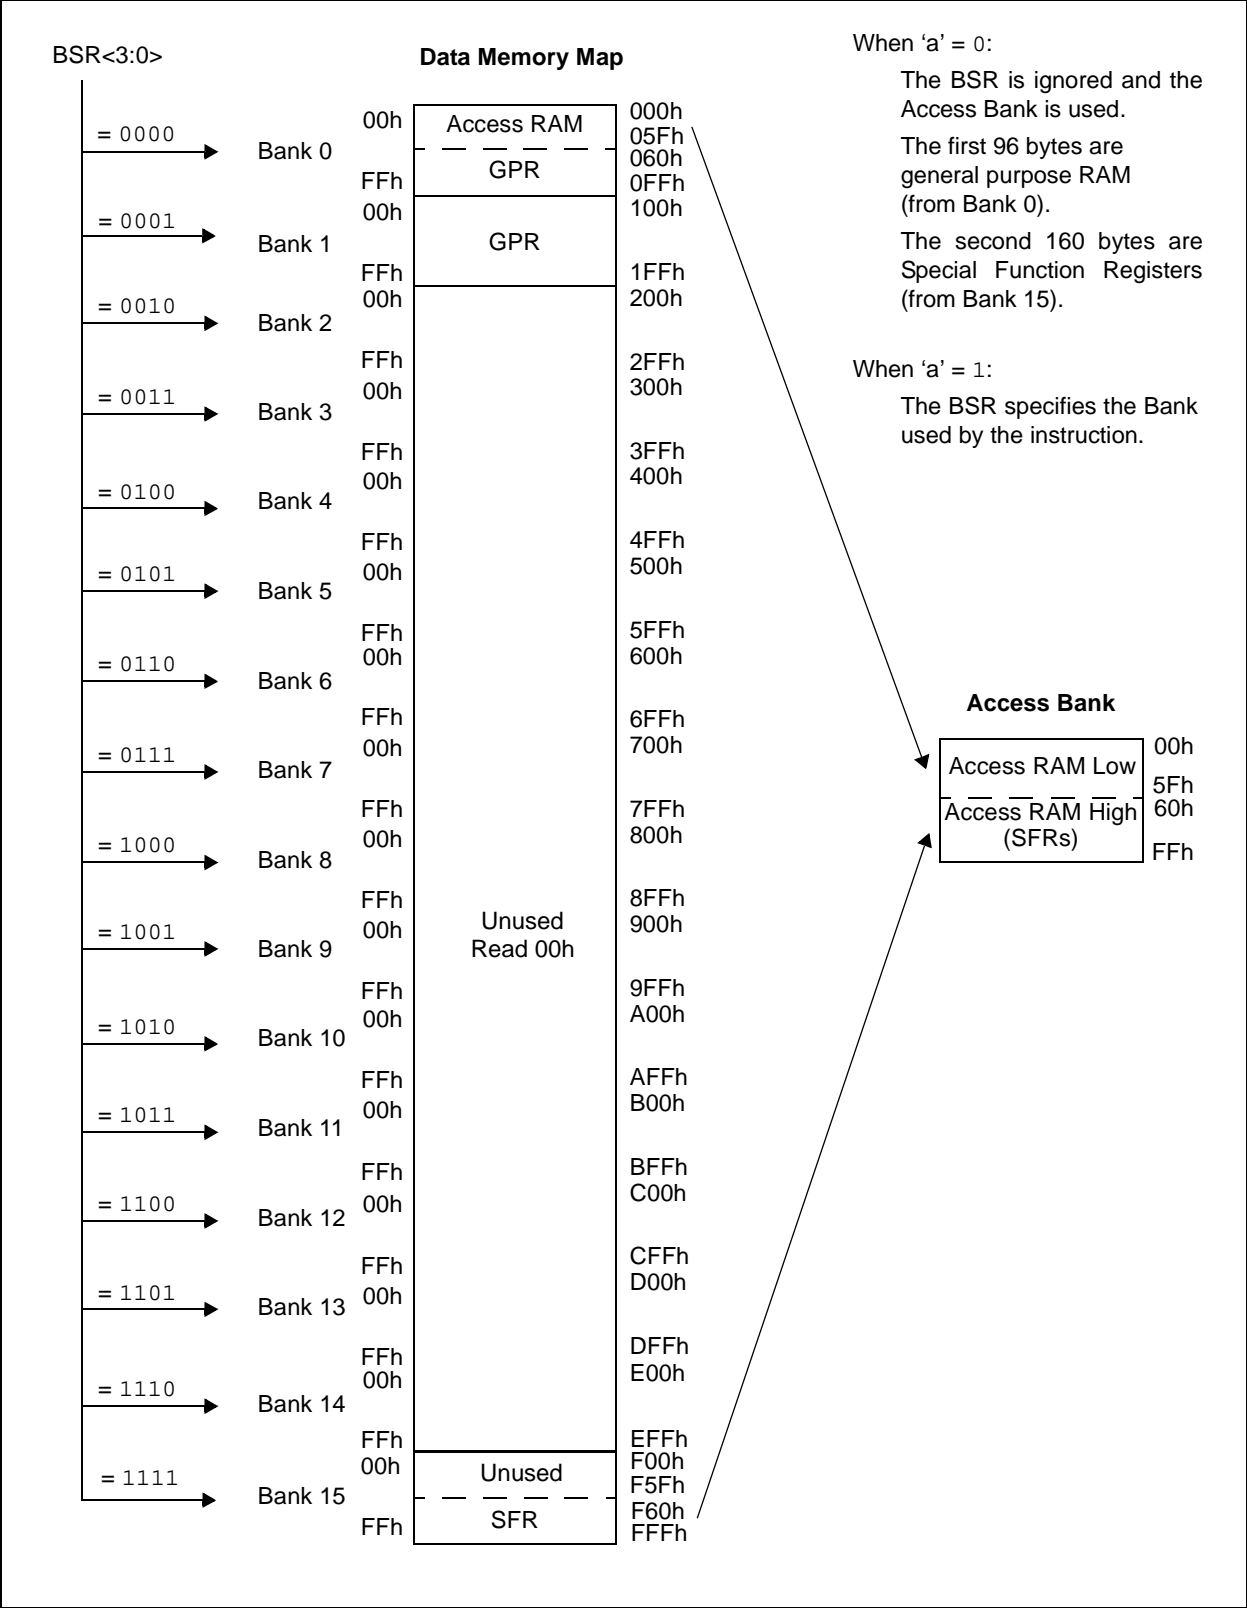 BSR<3:0>
Data Memory Map
= 0000
Bank 0
00h
Access RAM
000h
05Fh
060h
GPR
FFh
0FFh
= 0001
Bank 1
00h
100h
GPR
FFh
1FFh
= 0010
Bank 2
00h
200h
FFh
2FFh
= 0011
Bank 3
00h
300h
FFh
3FFh
= 0100
Bank 4
00h
400h
FFh
4FFh
= 0101
Bank 5
00h
500h
FFh
5FFh
= 0110
Bank 6
00h
600h
FFh
6FFh
= 0111
Bank 7
00h
700h
FFh
7FFh
= 1000
Bank 8
00h
800h
FFh
8FFh
Unused
Read 00h
= 1001
Bank 9
00h
900h
FFh
9FFh
= 1010
Bank 10
00h
A00h
FFh
AFFh
= 1011
Bank 11
00h
B00h
FFh
BFFh
= 1100
Bank 12
00h
C00h
FFh
CFFh
= 1101
Bank 13
00h
D00h
FFh
DFFh
= 1110
Bank 14
00h
E00h
FFh
EFFh
= 1111
Bank 15
00h
Unused
F00h
F5Fh
F60h
SFR
FFh
FFFh
When ‘a’ = 0:
The BSR is ignored and the
Access Bank is used.
The first 96 bytes are
general purpose RAM
(from Bank 0).
The second 160 bytes are
Special Function Registers
(from Bank 15).
When ‘a’ = 1:
The BSR specifies the Bank
used by the instruction.
Access Bank
Access RAM Low
00h
5Fh
Access RAM High
(SFRs)
60h
FFh